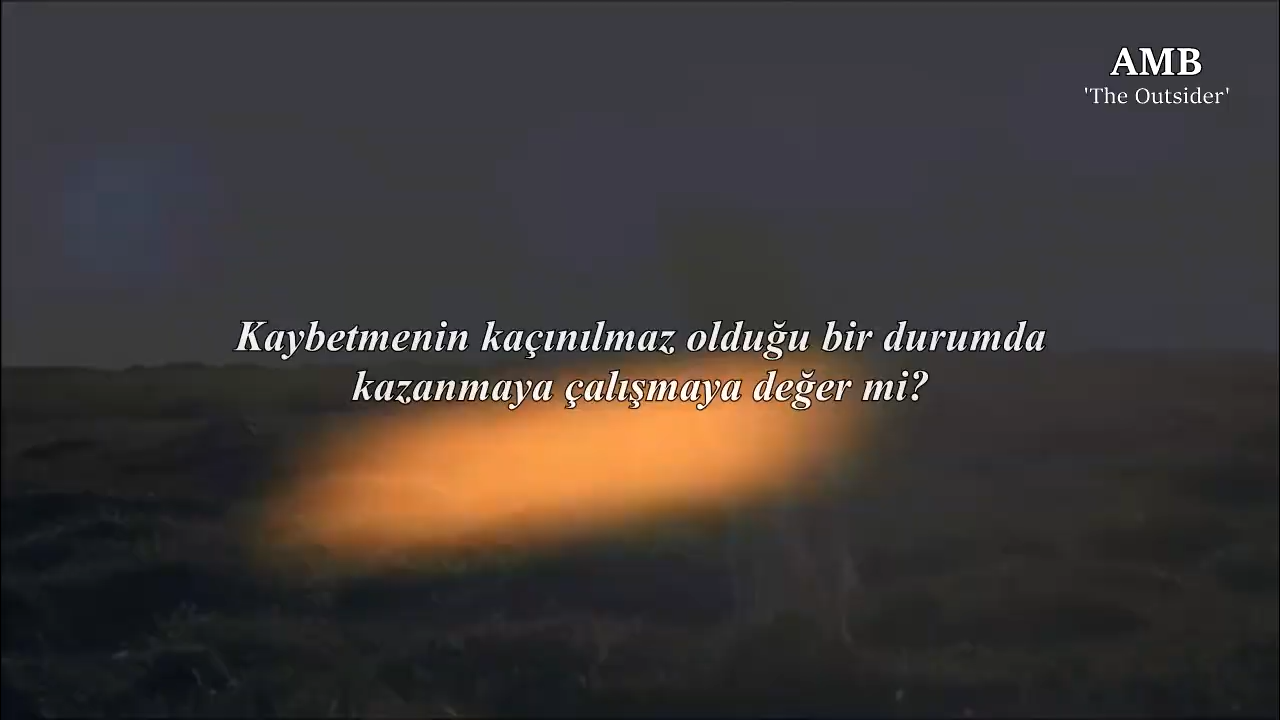 AMB
'The Outsider'
Kaybetmenin kaçınılmaz olduğu bir durumda
kazanmaya çalışmaya değer mi?